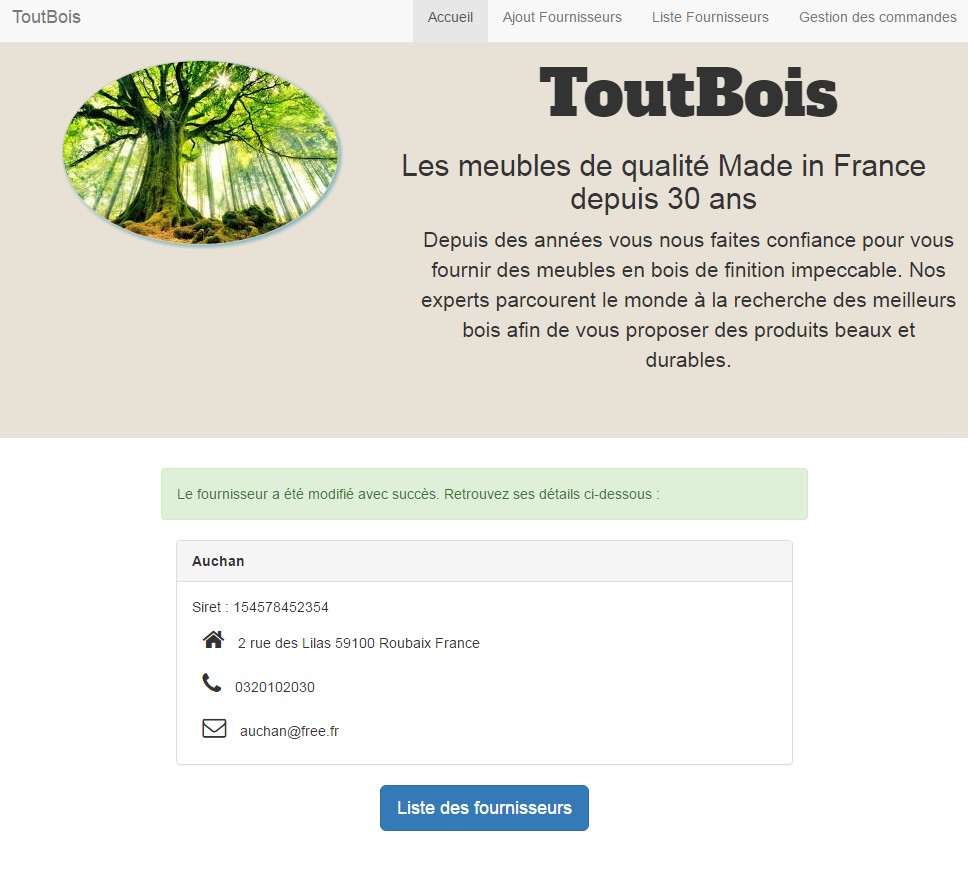 ToutBois
Accueil
Ajout Fournisseurs
Liste Fournisseurs
Gestion des commandes
ToutBois
Les meubles de qualité Made in France
depuis 30 ans
Depuis des années vous nous faites confiance pour vous
fournir des meubles en bois de finition impeccable. Nos
experts parcourent le monde à la recherche des meilleurs
bois afin de vous proposer des produits beaux et
durables.
Le fournisseur a été modifié avec succès. Retrouvez ses détails ci-dessous :
Auchan
Siret : 154578452354
2 rue des Lilas 59100 Roubaix France
0320102030
auchan@free.fr
Liste des fournisseurs